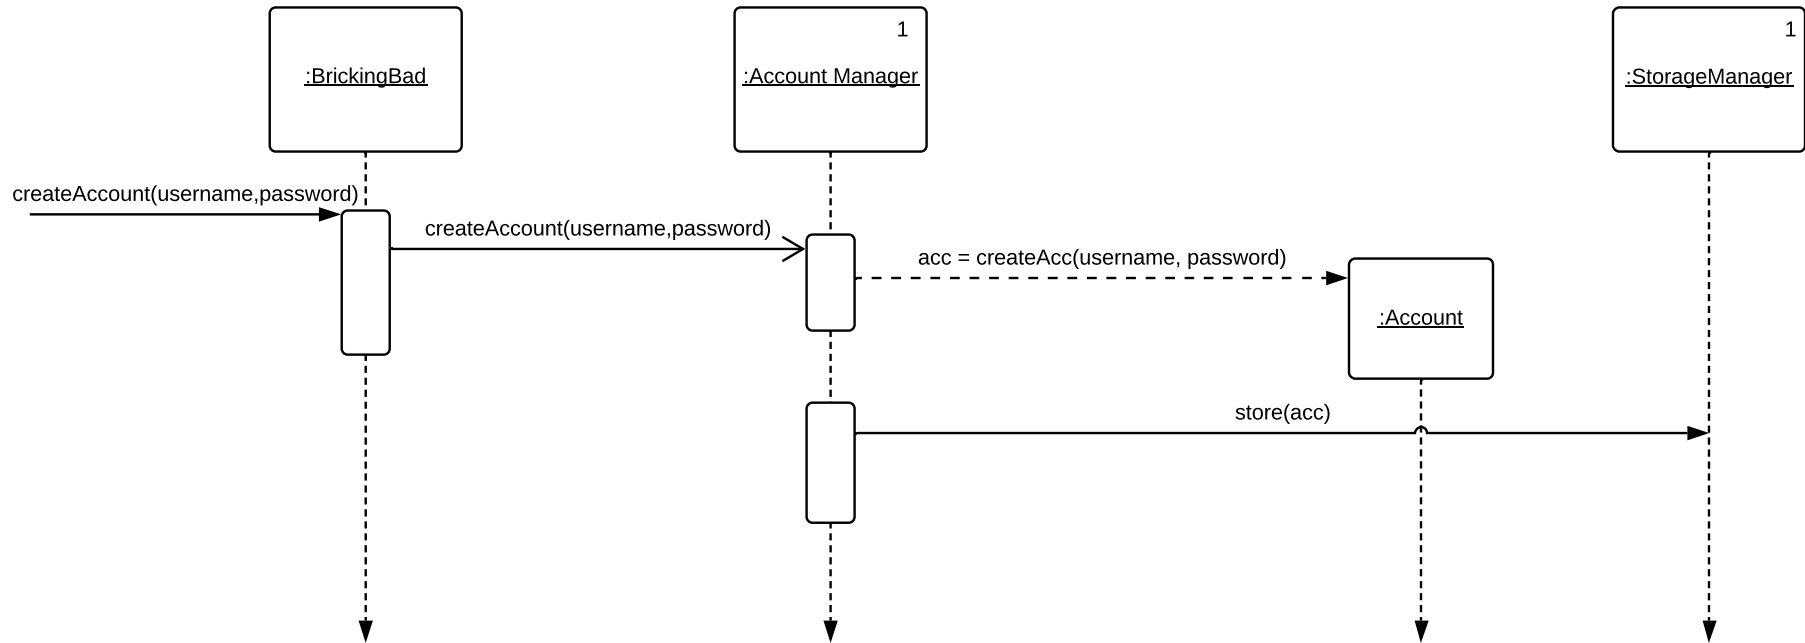 :BrickingBad
1
:Account Manager
1
:StorageManager
createAccount(username,password)
createAccount(username,password)
acc = createAcc(username, password)
:Account
store(acc)